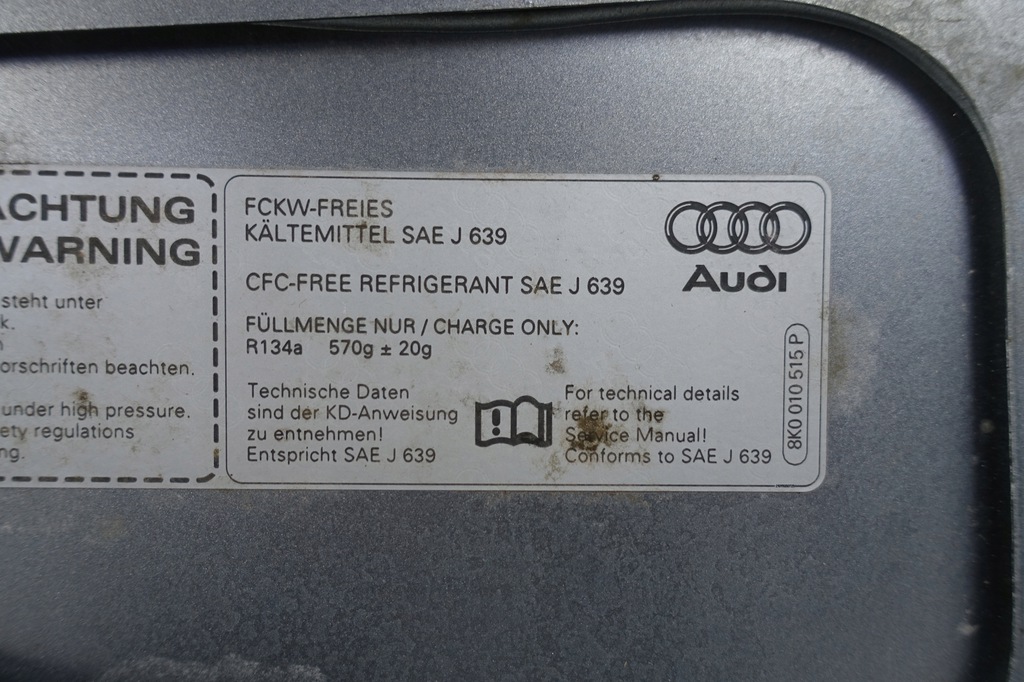 ACHTUNG
WARNING
steht unter
k.
orschriften beachten.
under high pressure.
ety regulations
ng.
FCKW-FREIES
KÄLTEMITTEL SAE J 639
CFC-FREE REFRIGERANT SAE J 639
FÜLLMENGE NUR / CHARGE ONLY:
R134a 570g ± 20g
Technische Daten
sind der KD-Anweisung
zu entnehmen!
Entspricht SAE J 639
For technical details
refer to the
Service Manual!
Conforms to SAE J 639
Audi
8K0 010 515 P